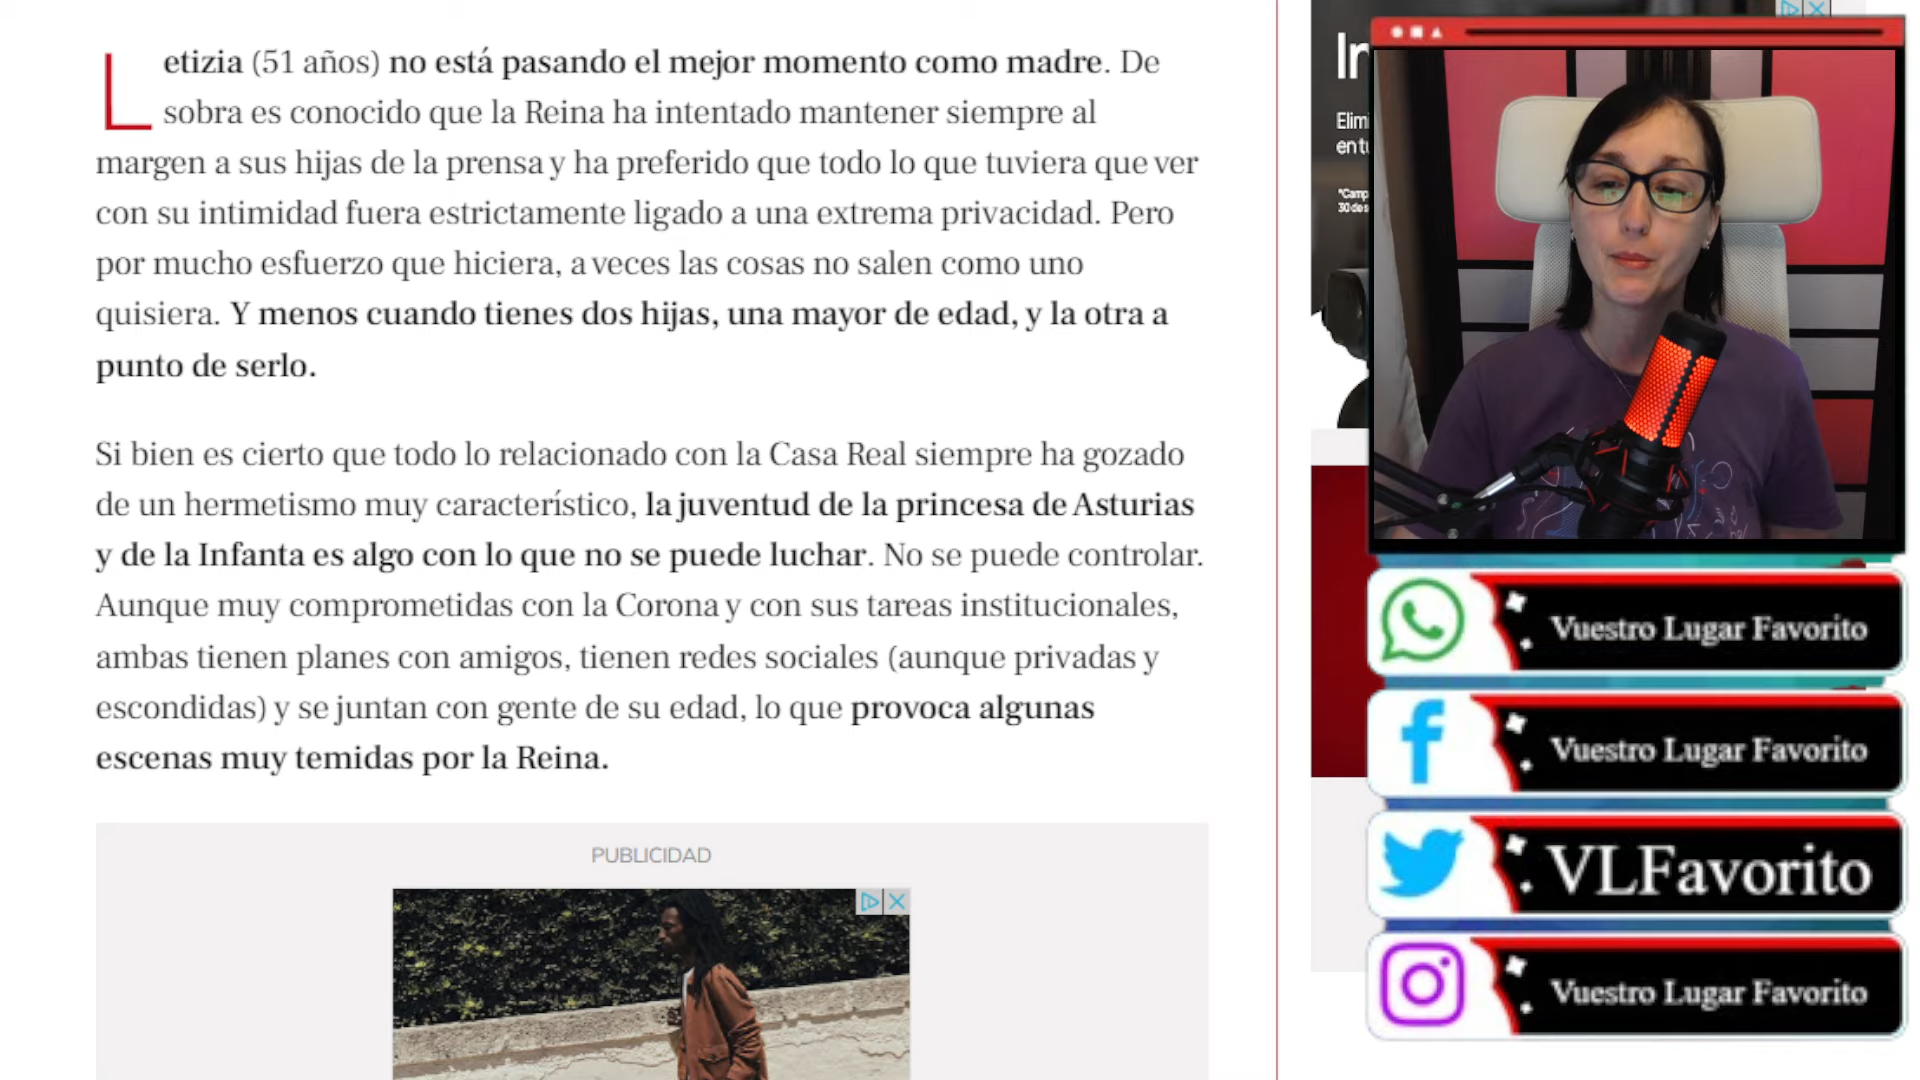 Letizia (51 años) no está pasando el mejor momento como madre. De
sobra es conocido que la Reina ha intentado mantener siempre al
margen a sus hijas de la prensa y ha preferido que todo lo que tuviera que ver
con su intimidad fuera estrictamente ligado a una extrema privacidad. Pero
por mucho esfuerzo que hiciera, a veces las cosas no salen como uno
quisiera. Y menos cuando tienes dos hijas, una mayor de edad, y la otra a
punto de serlo.
Si bien es cierto que todo lo relacionado con la Casa Real siempre ha gozado
de un hermetismo muy característico, la juventud de la princesa de Asturias
y de la Infanta es algo con lo que no se puede luchar. No se puede controlar.
Aunque muy comprometidas con la Corona y con sus tareas institucionales,
ambas tienen planes con amigos, tienen redes sociales (aunque privadas y
escondidas) y se juntan con gente de su edad, lo que provoca algunas
escenas muy temidas por la Reina.
PUBLICIDAD
Vuestro Lugar Favorito
Vuestro Lugar Favorito
VLFavorito
Vuestro Lugar Favorito